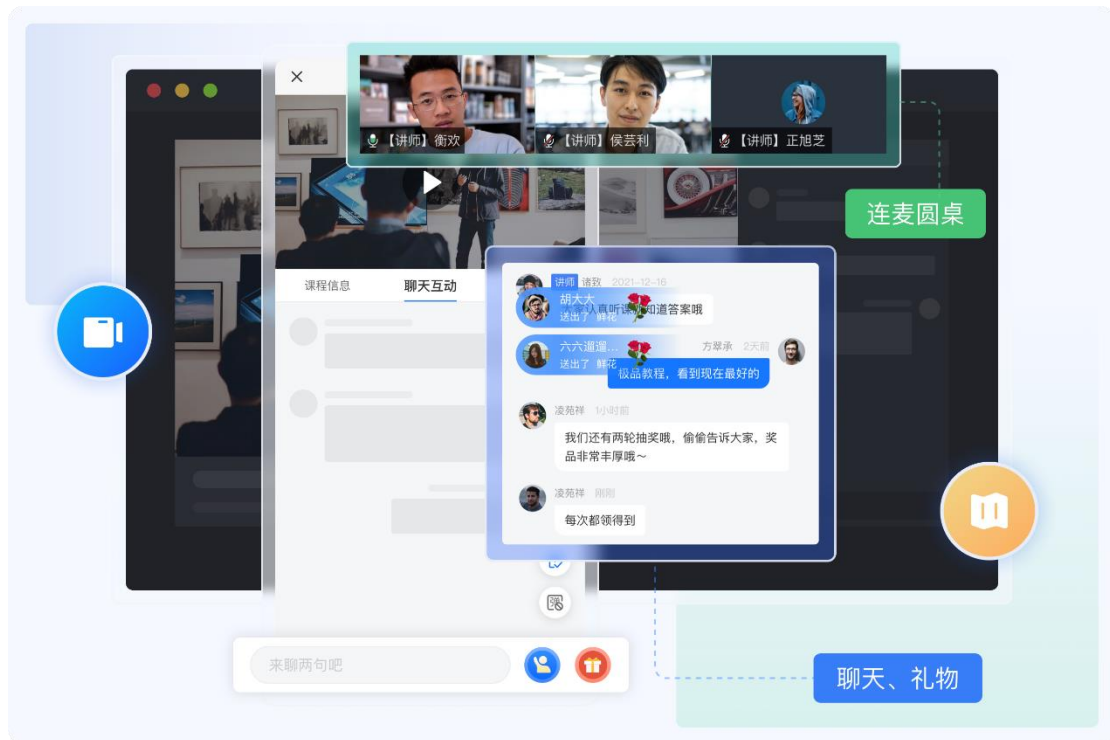 【讲师】衡欢
【讲师】侯芸利
【讲师】正旭芝
连麦圆桌
课程信息
聊天互动
讲师 诸致 2021-12-16
胡大大
送出了 鲜花
知道答案哦
六六遛遛...
送出了 鲜花
方翠承 2天前
极品教程，看到现在最好的
凌苑祥 1小时前
我们还有两轮抽奖哦，偷偷告诉大家，奖
品非常丰厚哦～
凌苑祥 刚刚
每次都领得到
来聊两句吧
聊天、礼物